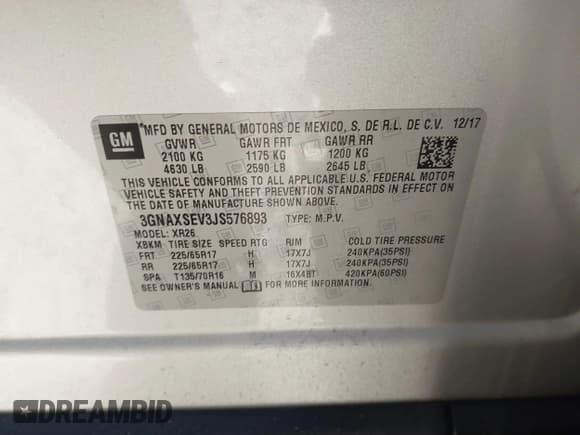 GM
*MFD BY GENERAL MOTORS DE MEXICO, S. DE R.L. DE C.V. 12/17
GVWR GAWR FRT GAWR RR
2100 KG 1175 KG 1200 KG
4630 LB 2590 LB 2645 LB
THIS VEHICLE CONFORMS TO ALL APPLICABLE U.S. FEDERAL MOTOR
VEHICLE SAFETY AND THEFT PREVENTION STANDARDS IN EFFECT ON
THE DATE OF MANUFACTURE SHOWN ABOVE.
3GNAXSEV3JS576893 TYPE: M.P.V.
MODEL: XR26
XBKM TIRE SIZE SPEED RTG RIM COLD TIRE PRESSURE
FRT 225/65R17 H 17X7J 240KPA(35PSI)
RR 225/65R17 H 17X7J 240KPA(35PSI)
SPA T135/70R16 M 16X4BT 420KPA(60PSI)
SEE OWNER'S MANUAL FOR MORE INFORMATION.
DREAMBID